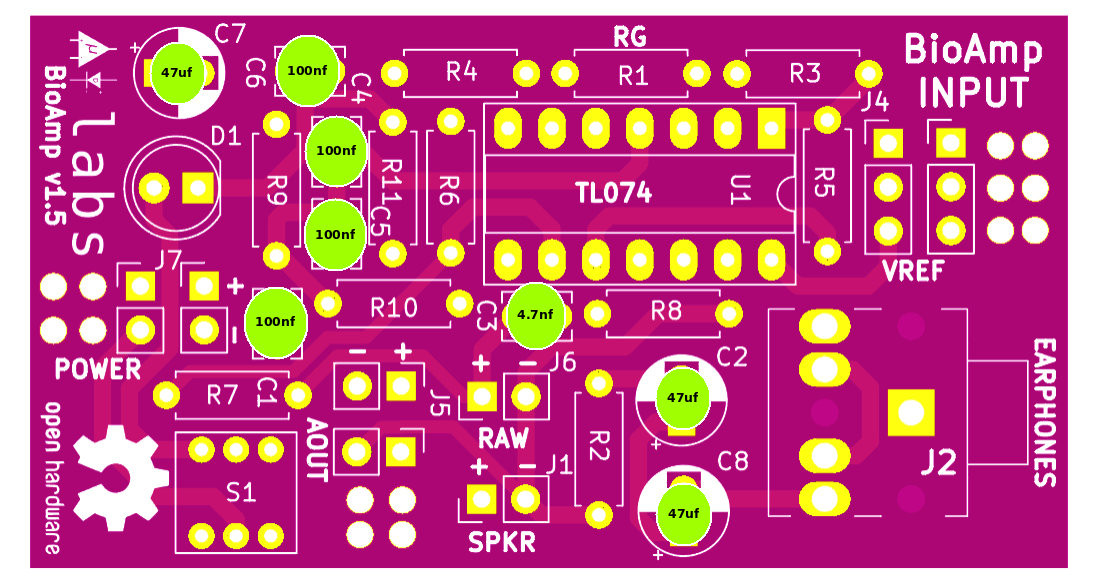 C7
47uf
C6
100nf
C4
R4
RG
R1
R3
BioAmp
INPUT
J4
μ
BioAmp v1.5
labs
D1
R9
100nf
R11
R6
TL074
U1
R5
C5
100nf
VREF
J7
+
-
POWER
100nf
R10
C3
4.7nf
R8
R7
C1
- +
J5
+ -
J6
RAW
C2
47uf
+
R2
AOUT
S1
+ -
J1
SPKR
C8
47uf
+
J2
EARPHONES
open hardware